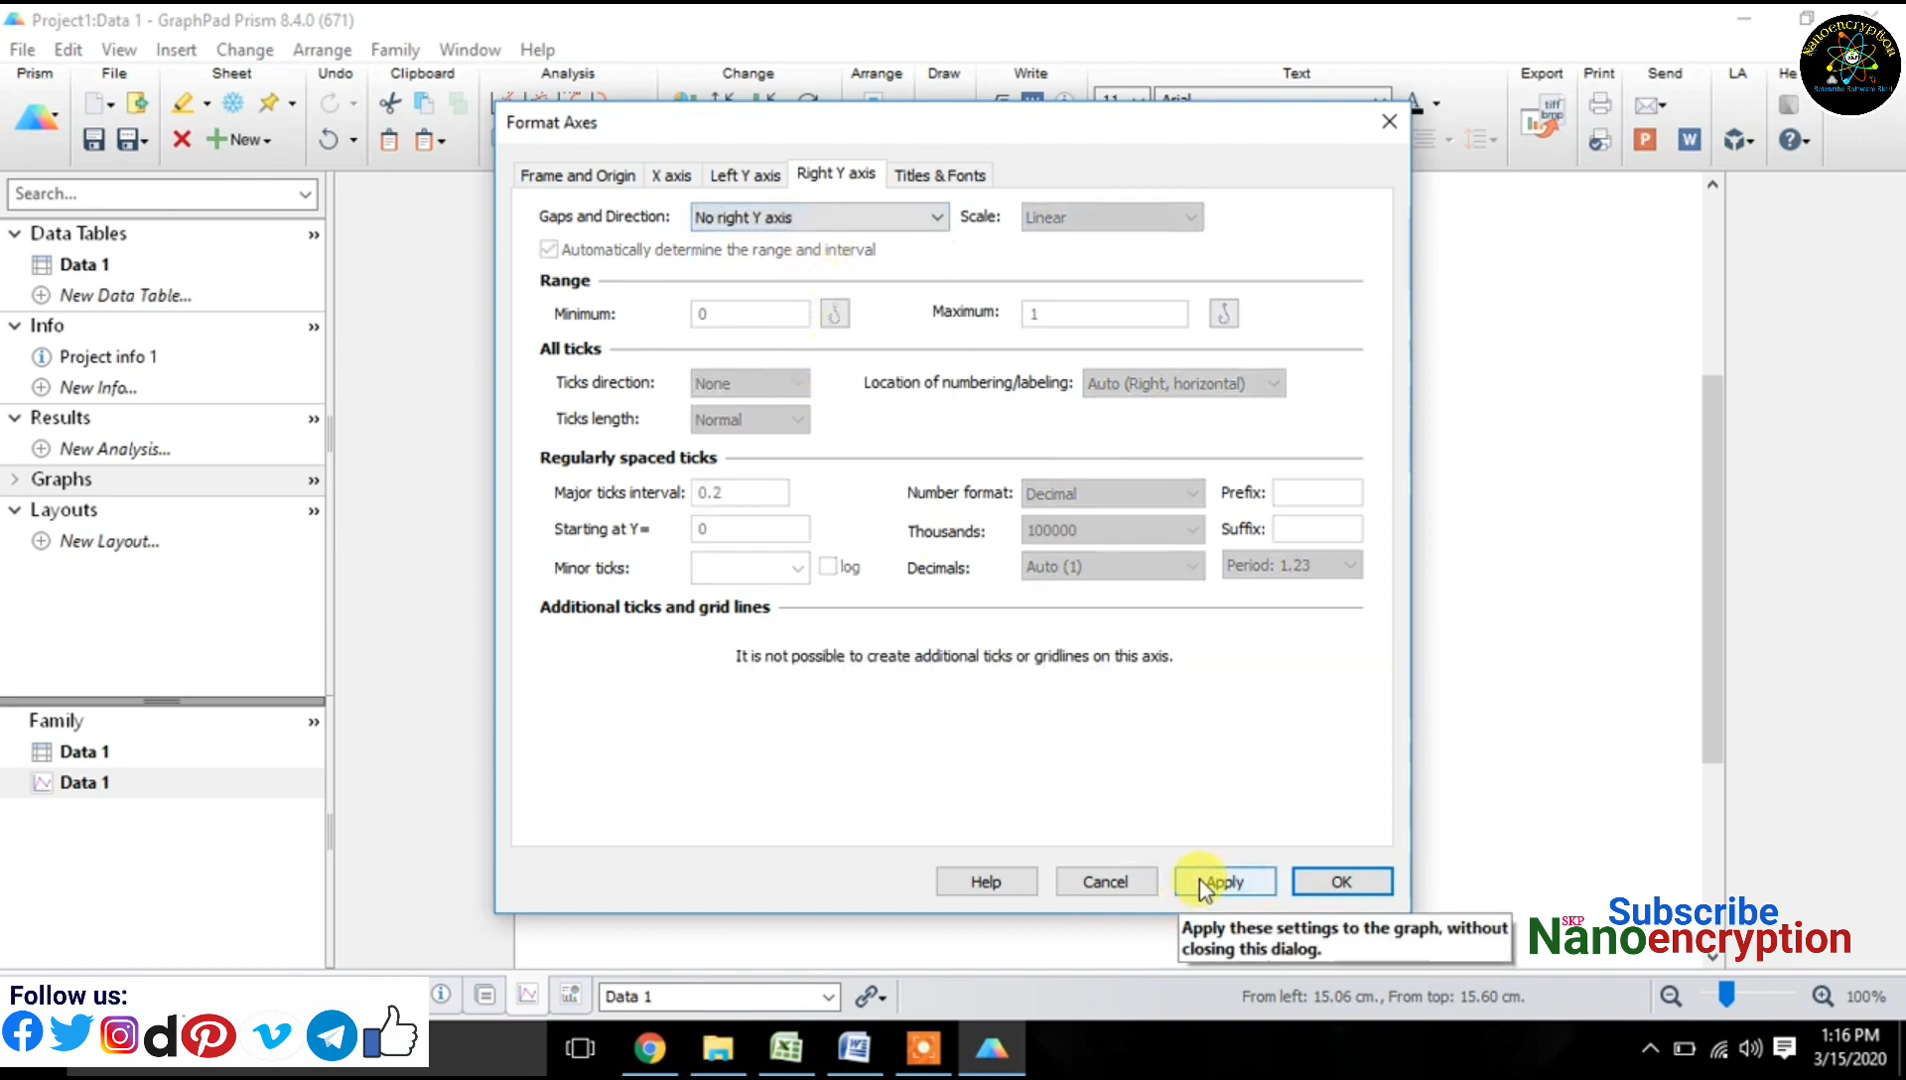 Project1:Data 1 - GraphPad Prism 8.4.0 (671)
File Edit View Insert Change Arrange Family Window Help
Prism File Sheet Undo Clipboard Analysis Change Arrange Draw Write Text Export Print Send LA He
New
11 Arial
tiff
bmp
Nanoencryption
Format Axes
Frame and Origin X axis Left Y axis Right Y axis Titles & Fonts
Gaps and Direction: No right Y axis Scale: Linear
Automatically determine the range and interval
Range
Minimum: 0 Maximum: 1
All ticks
Ticks direction: None Location of numbering/labeling: Auto (Right, horizontal)
Ticks length: Normal
Regularly spaced ticks
Major ticks interval: 0.2 Number format: Decimal Prefix:
Starting at Y= 0 Thousands: 100000 Suffix:
Minor ticks: log Decimals: Auto (1) Period: 1.23
Additional ticks and grid lines
It is not possible to create additional ticks or gridlines on this axis.
Help Cancel Apply OK
Apply these settings to the graph, without
closing this dialog.
Search...
Data Tables
Data 1
New Data Table...
Info
Project info 1
New Info...
Results
New Analysis...
Graphs
Layouts
New Layout...
Family
Data 1
Data 1
Subscribe
SKP
Nanoencryption
Follow us:
Data 1
From left: 15.06 cm., From top: 15.60 cm.
100%
1:16 PM
3/15/2020